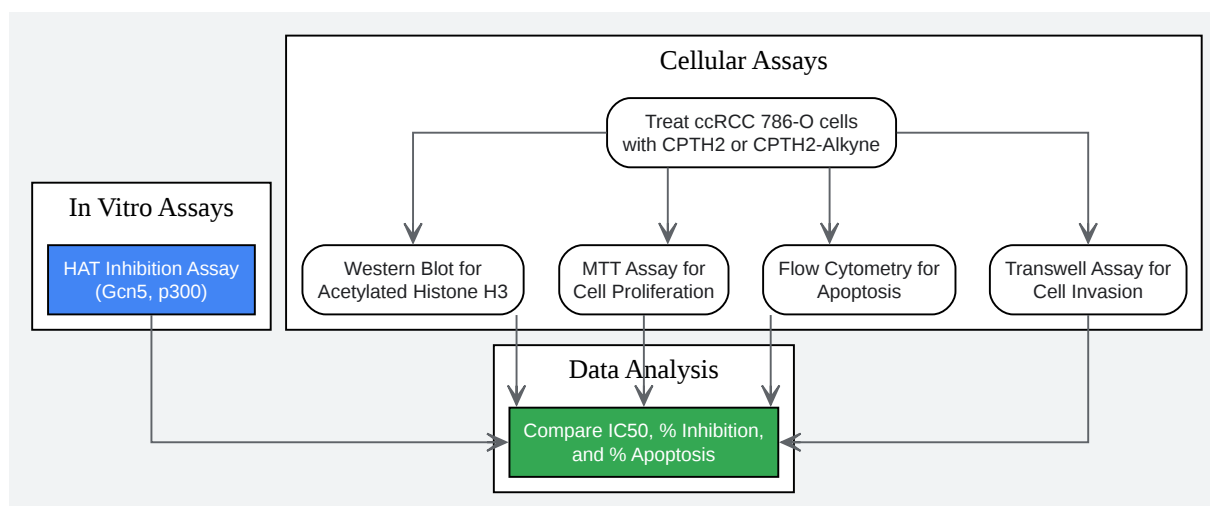 Cellular Assays
Treat ccRCC 786-O cells
with CPTH2 or CPTH2-Alkyne
In Vitro Assays
HAT Inhibition Assay
(Gcn5, p300)
Western Blot for
Acetylated Histone H3
MTT Assay for
Cell Proliferation
Flow Cytometry for
Apoptosis
Transwell Assay for
Cell Invasion
Data Analysis
Compare IC50, % Inhibition,
and % Apoptosis